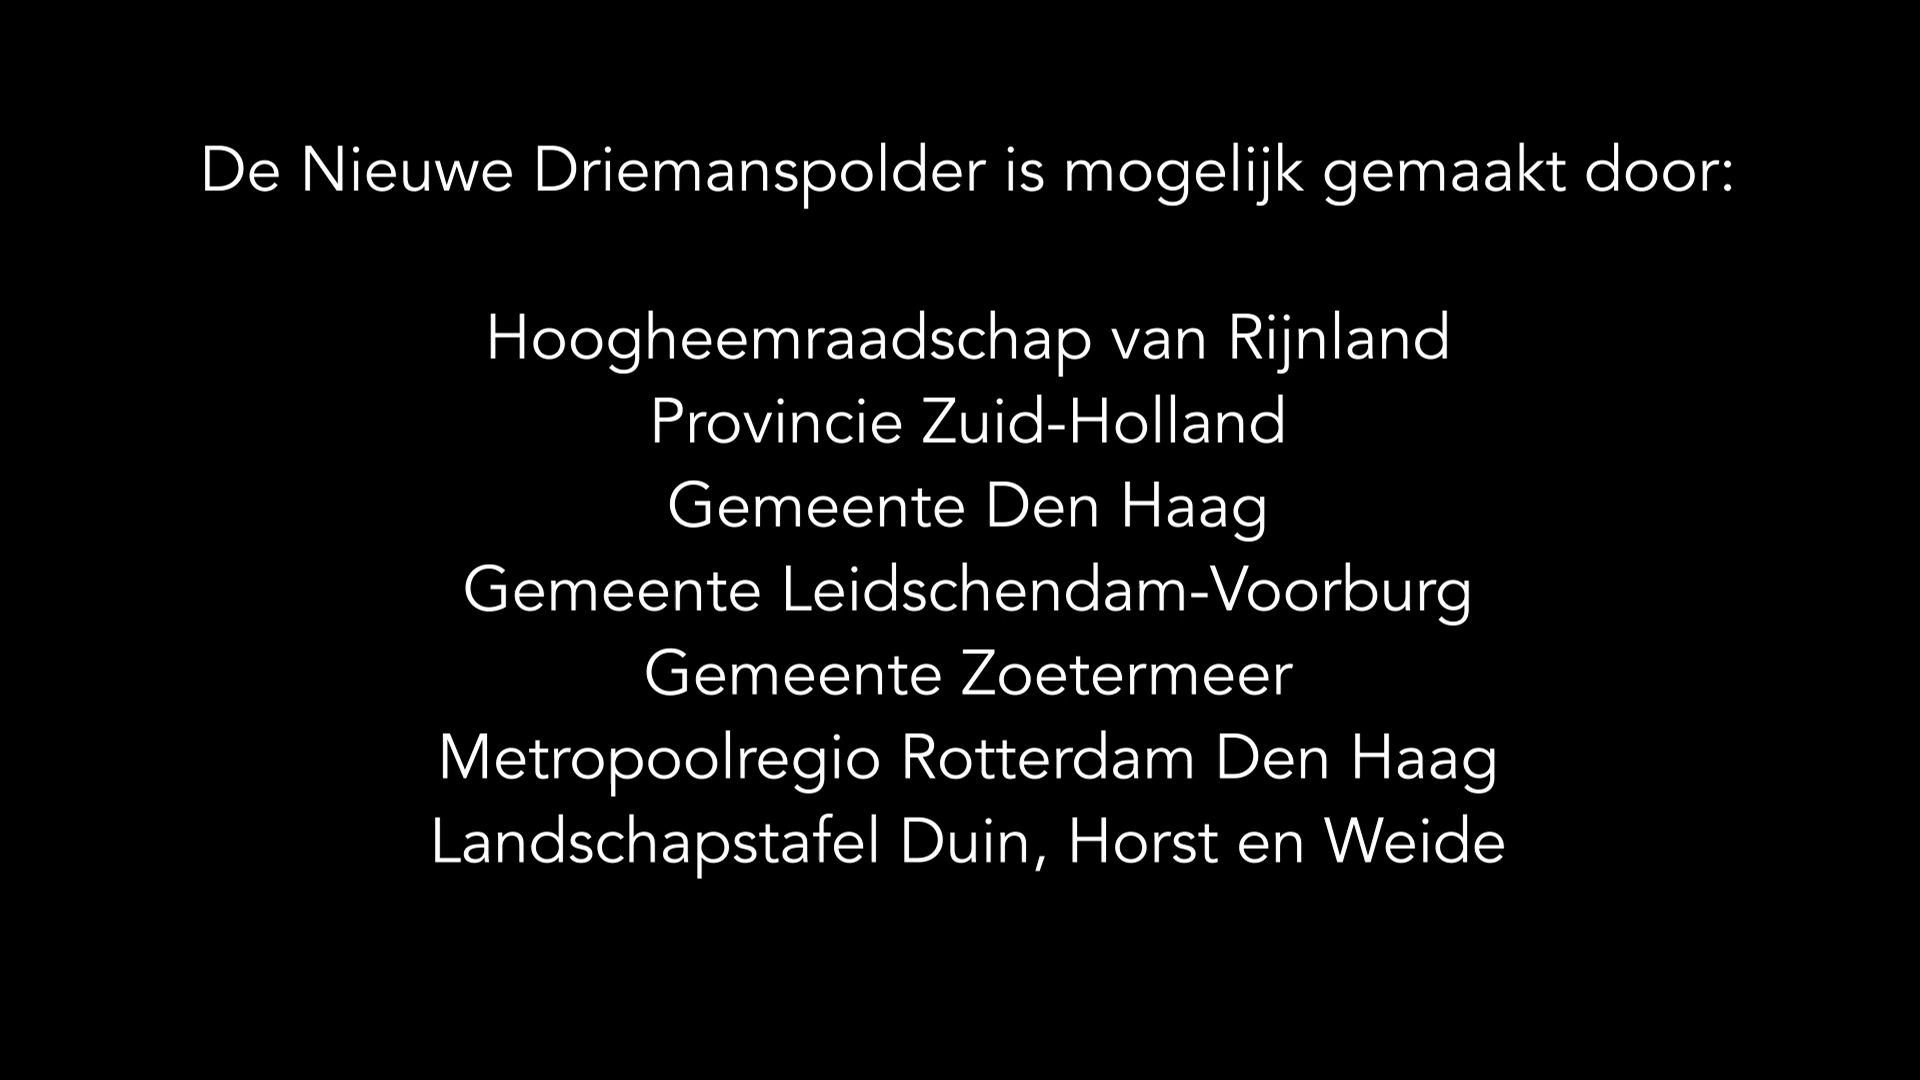 De Nieuwe Driemanspolder is mogelijk gemaakt door:
Hoogheemraadschap van Rijnland
Provincie Zuid-Holland
Gemeente Den Haag
Gemeente Leidschendam-Voorburg
Gemeente Zoetermeer
Metropoolregio Rotterdam Den Haag
Landschapstafel Duin, Horst en Weide